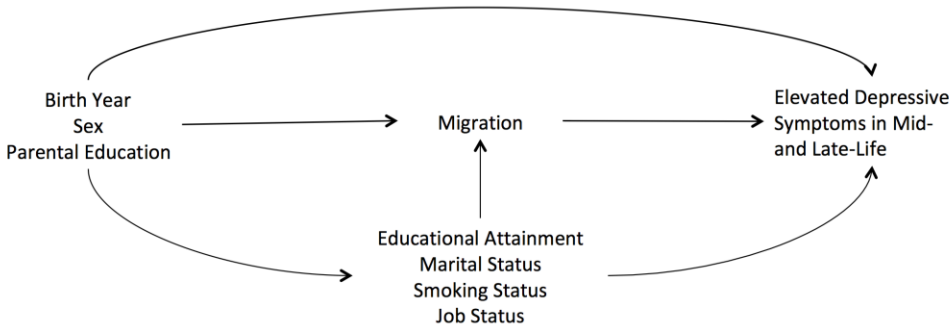 Birth Year
Sex
Parental Education
Migration
Elevated Depressive
Symptoms in Mid-
and Late-Life
Educational Attainment
Marital Status
Smoking Status
Job Status